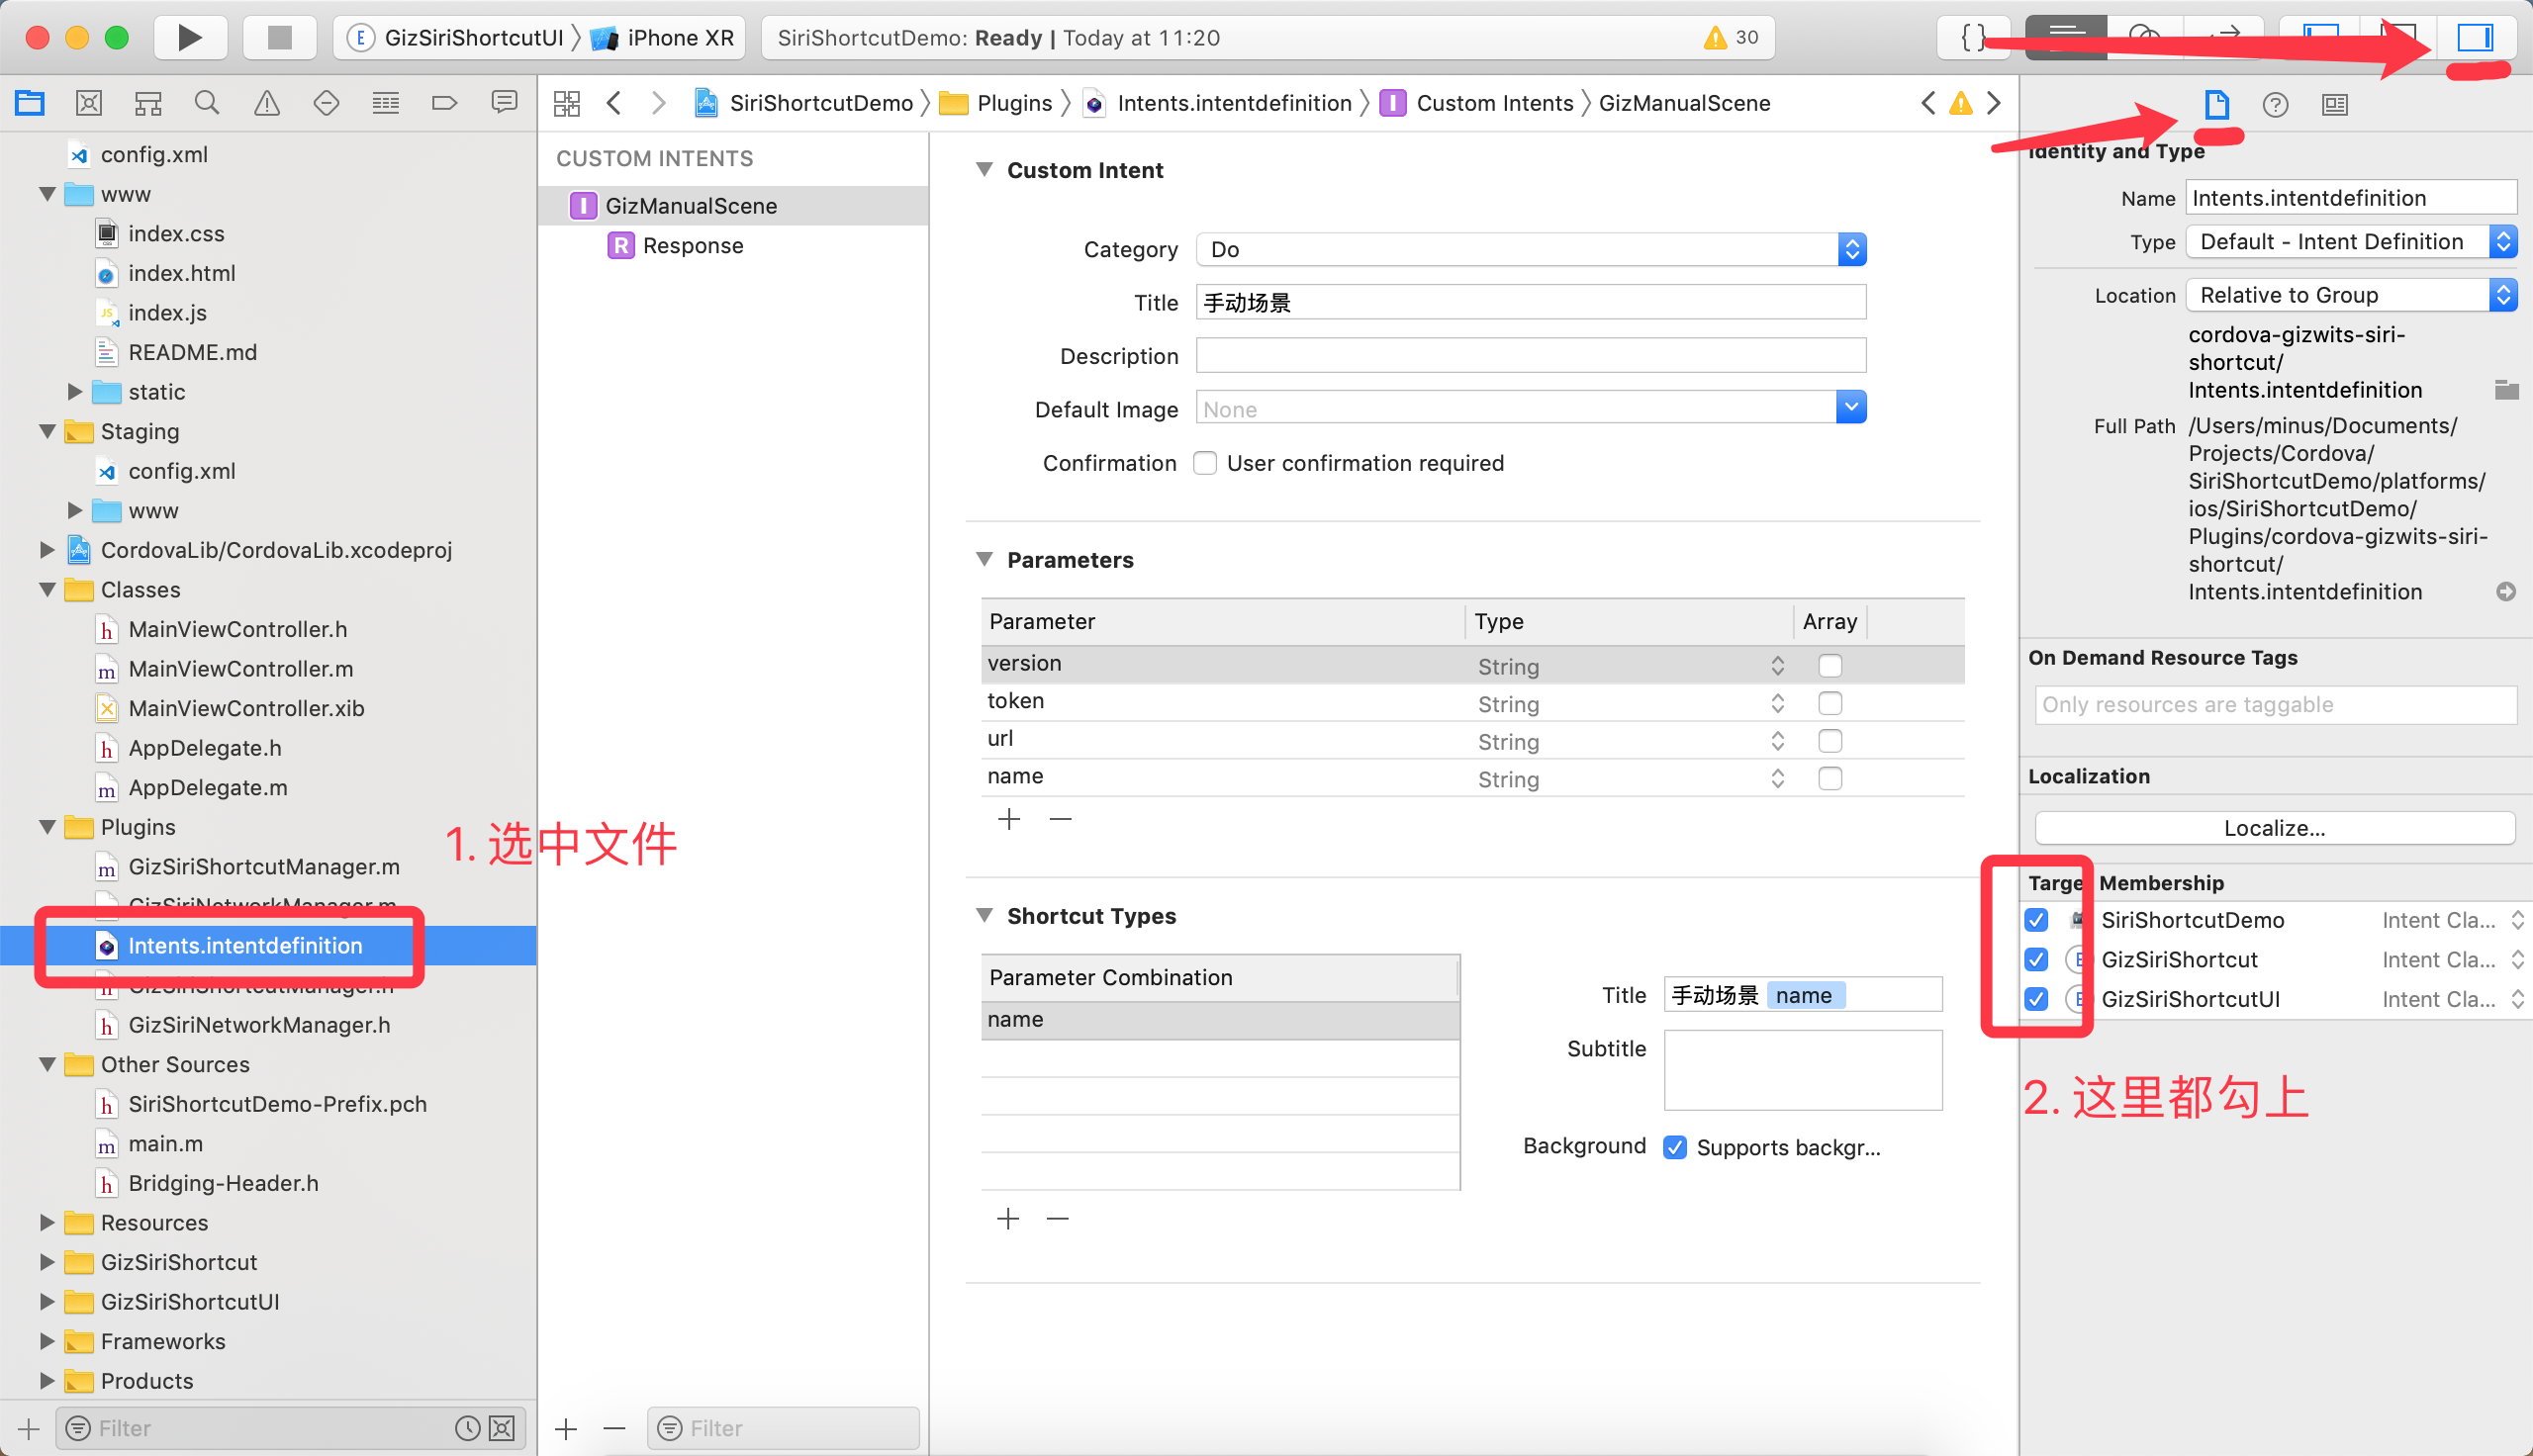 GizSiriShortcutUI
iPhone XR
SiriShortcutDemo: Ready | Today at 11:20
30
SiriShortcutDemo
Plugins
Intents.intentdefinition
Custom Intents
GizManualScene
config.xml
www
index.css
index.html
index.js
README.md
static
Staging
config.xml
www
CordovaLib/CordovaLib.xcodeproj
Classes
MainViewController.h
MainViewController.m
MainViewController.xib
AppDelegate.h
AppDelegate.m
Plugins
GizSiriShortcutManager.m
GizSiriNetworkManager.m
Intents.intentdefinition
GizSiriShortcutManager.h
GizSiriNetworkManager.h
Other Sources
SiriShortcutDemo-Prefix.pch
main.m
Bridging-Header.h
Resources
GizSiriShortcut
GizSiriShortcutUI
Frameworks
Products
Filter
1. 选中文件
CUSTOM INTENTS
GizManualScene
Response
Filter
Custom Intent
Category Do
Title 手动场景
Description
Default Image None
Confirmation User confirmation required
Parameters
Parameter Type Array
version String
token String
url String
name String
Shortcut Types
Parameter Combination
name
Title 手动场景 name
Subtitle
Background Supports backgr...
Identity and Type
Name Intents.intentdefinition
Type Default - Intent Definition
Location Relative to Group
cordova-gizwits-siri-
shortcut/
Intents.intentdefinition
Full Path /Users/minus/Documents/
Projects/Cordova/
SiriShortcutDemo/platforms/
ios/SiriShortcutDemo/
Plugins/cordova-gizwits-siri-
shortcut/
Intents.intentdefinition
On Demand Resource Tags
Only resources are taggable
Localization
Localize...
Target Membership
SiriShortcutDemo Intent Cla...
GizSiriShortcut Intent Cla...
GizSiriShortcutUI Intent Cla...
2. 这里都勾上